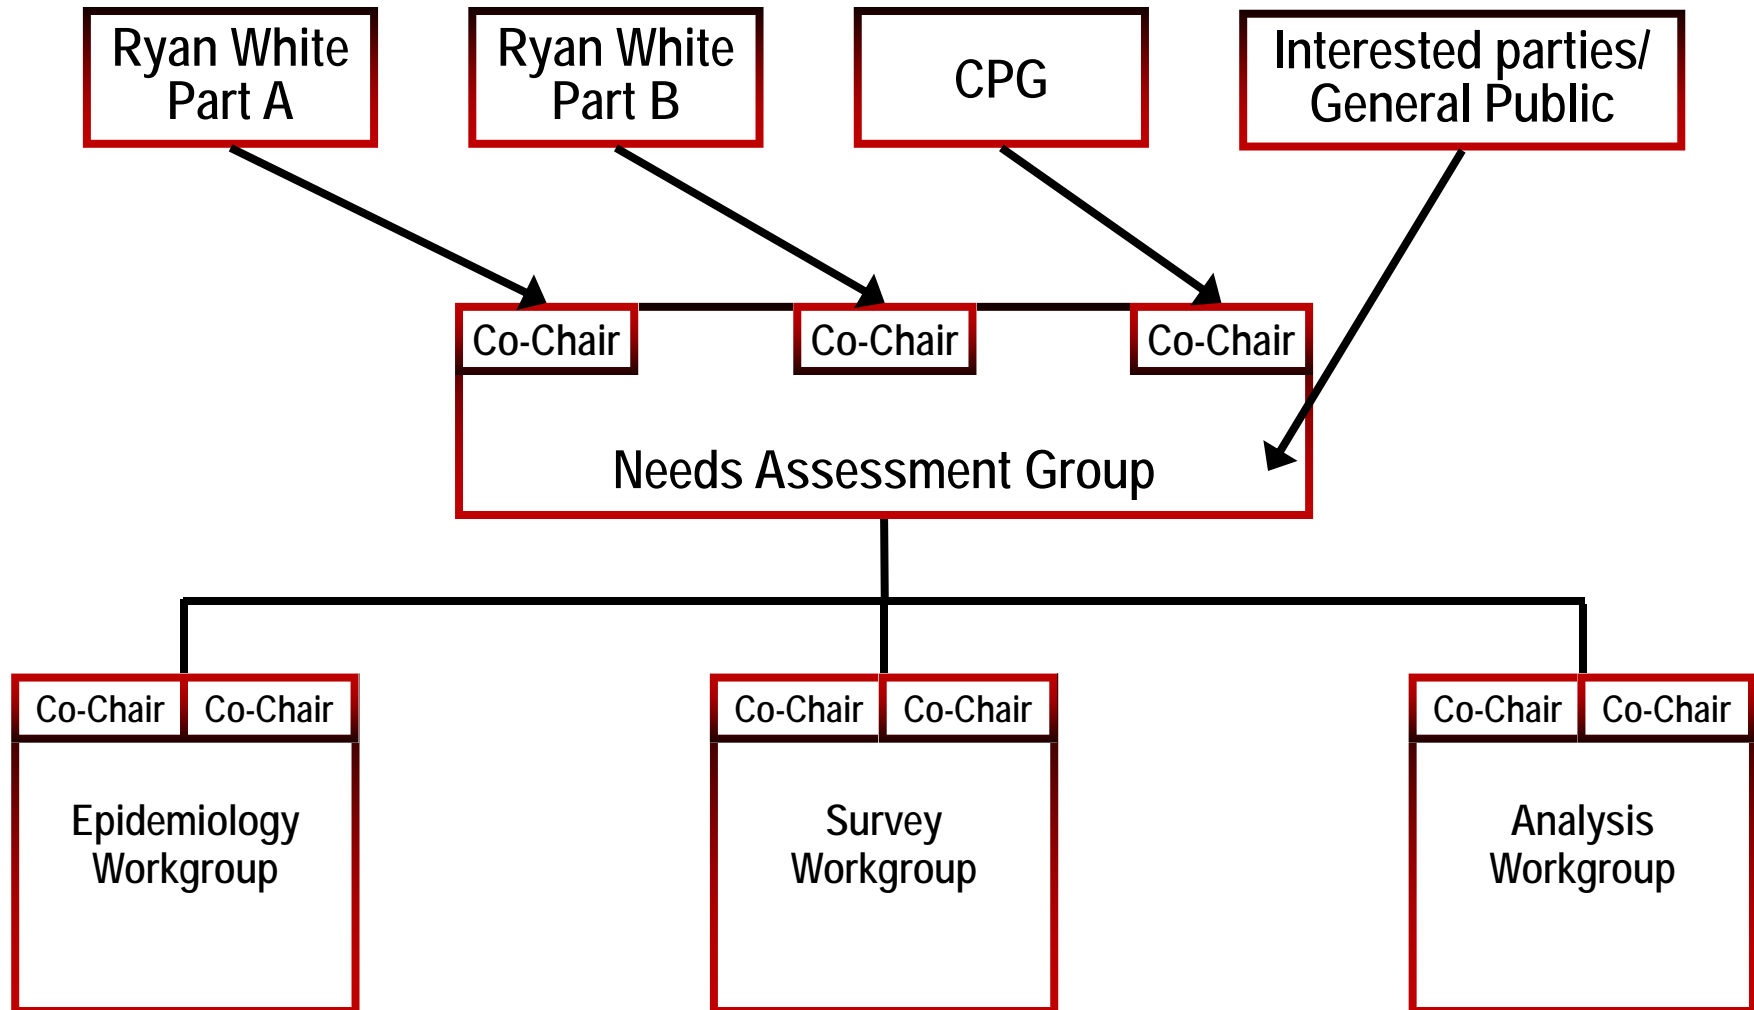 Ryan White
Part A
Ryan White
Part B
CPG
Interested parties/
General Public
Co-Chair
Co-Chair
Co-Chair
Needs Assessment Group
Co-Chair
Co-Chair
Co-Chair
Co-Chair
Co-Chair
Co-Chair
Epidemiology
Workgroup
Survey
Workgroup
Analysis
Workgroup